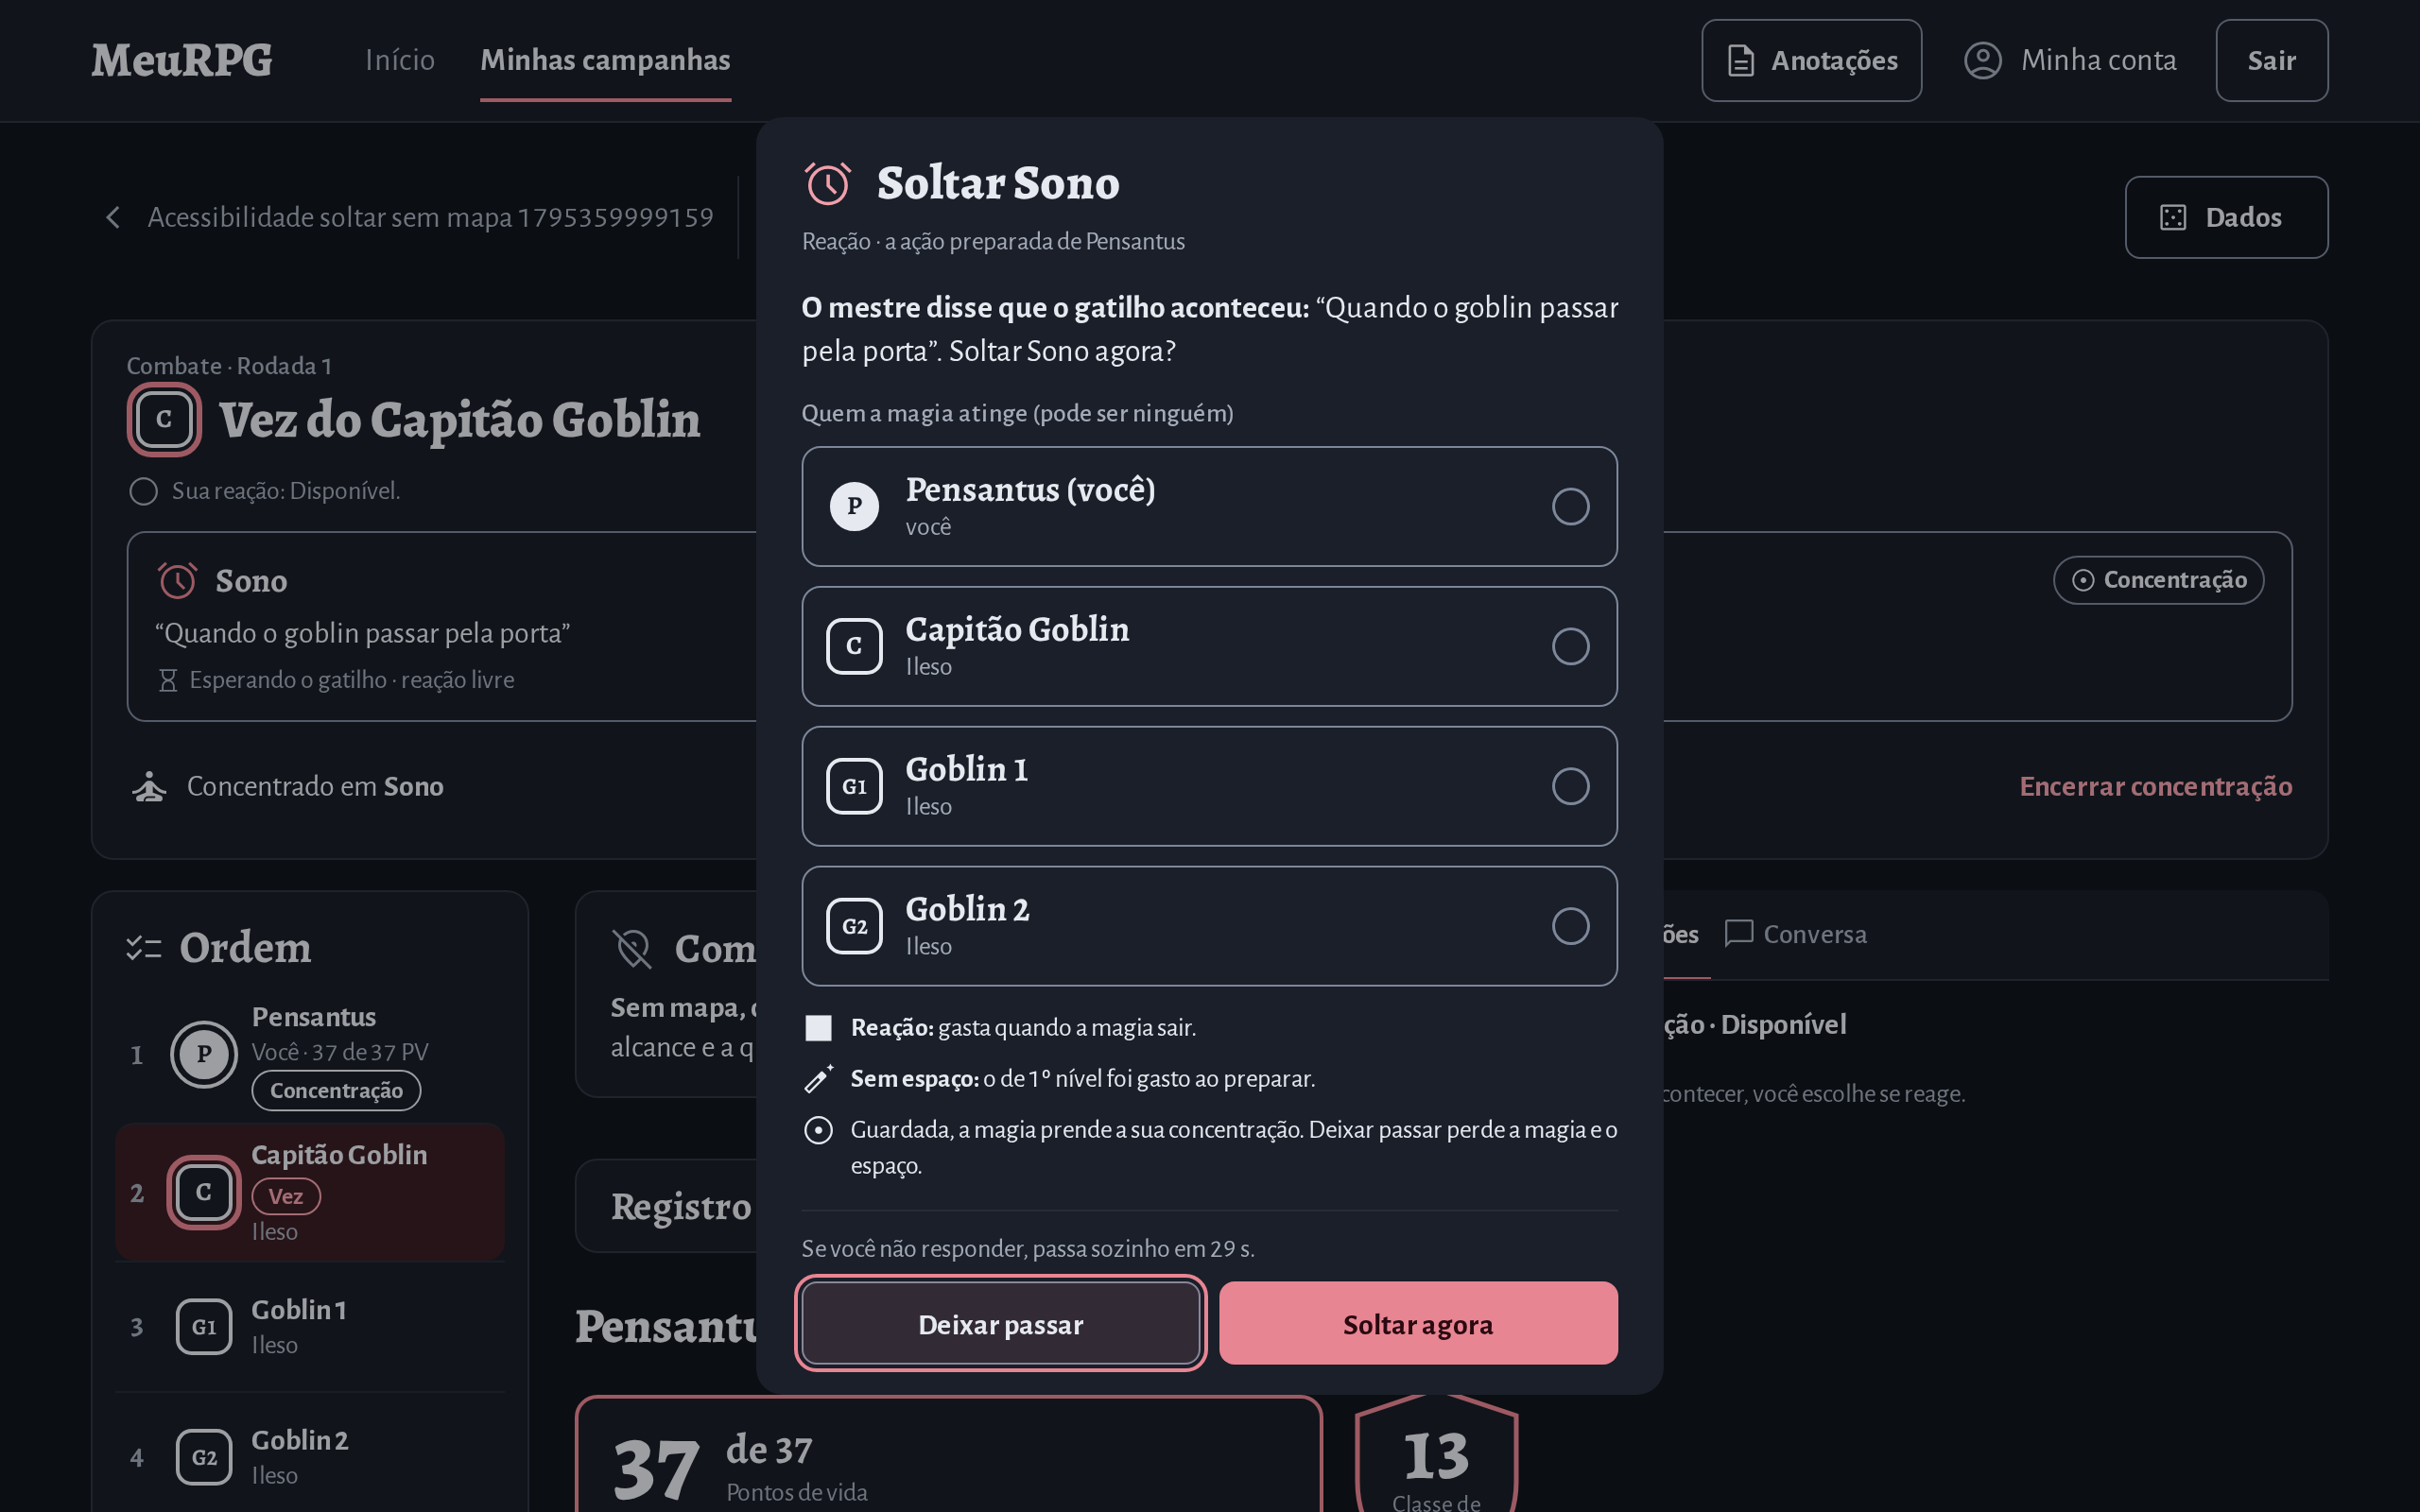 MeuRPG
Início
Minhas campanhas
Anotações
Minha conta
Sair
Acessibilidade soltar sem mapa 1795359999159
Dados
Combate · Rodada 1
C
Vez do Capitão Goblin
Sua reação: Disponível.
Sono
Concentração
“Quando o goblin passar pela porta”
Esperando o gatilho · reação livre
Concentrado em Sono
Encerrar concentração
Ordem
1
P
Pensantus
Você · 37 de 37 PV
Concentração
2
C
Capitão Goblin
Vez
Ileso
3
G1
Goblin 1
Ileso
4
G2
Goblin 2
Ileso
Sem mapa,
alcance e a
Registro
37
de 37
Pontos de vida
13
Classe de
Conversa
· Disponível
você escolhe se reage.
Soltar Sono
Reação · a ação preparada de Pensantus
O mestre disse que o gatilho aconteceu: “Quando o goblin passar
pela porta”. Soltar Sono agora?
Quem a magia atinge (pode ser ninguém)
P
Pensantus (você)
você
C
Capitão Goblin
Ileso
G1
Goblin 1
Ileso
G2
Goblin 2
Ileso
Reação: gasta quando a magia sair.
Sem espaço: o de 1º nível foi gasto ao preparar.
Guardada, a magia prende a sua concentração. Deixar passar perde a magia e o
espaço.
Se você não responder, passa sozinho em 29 s.
Deixar passar
Soltar agora